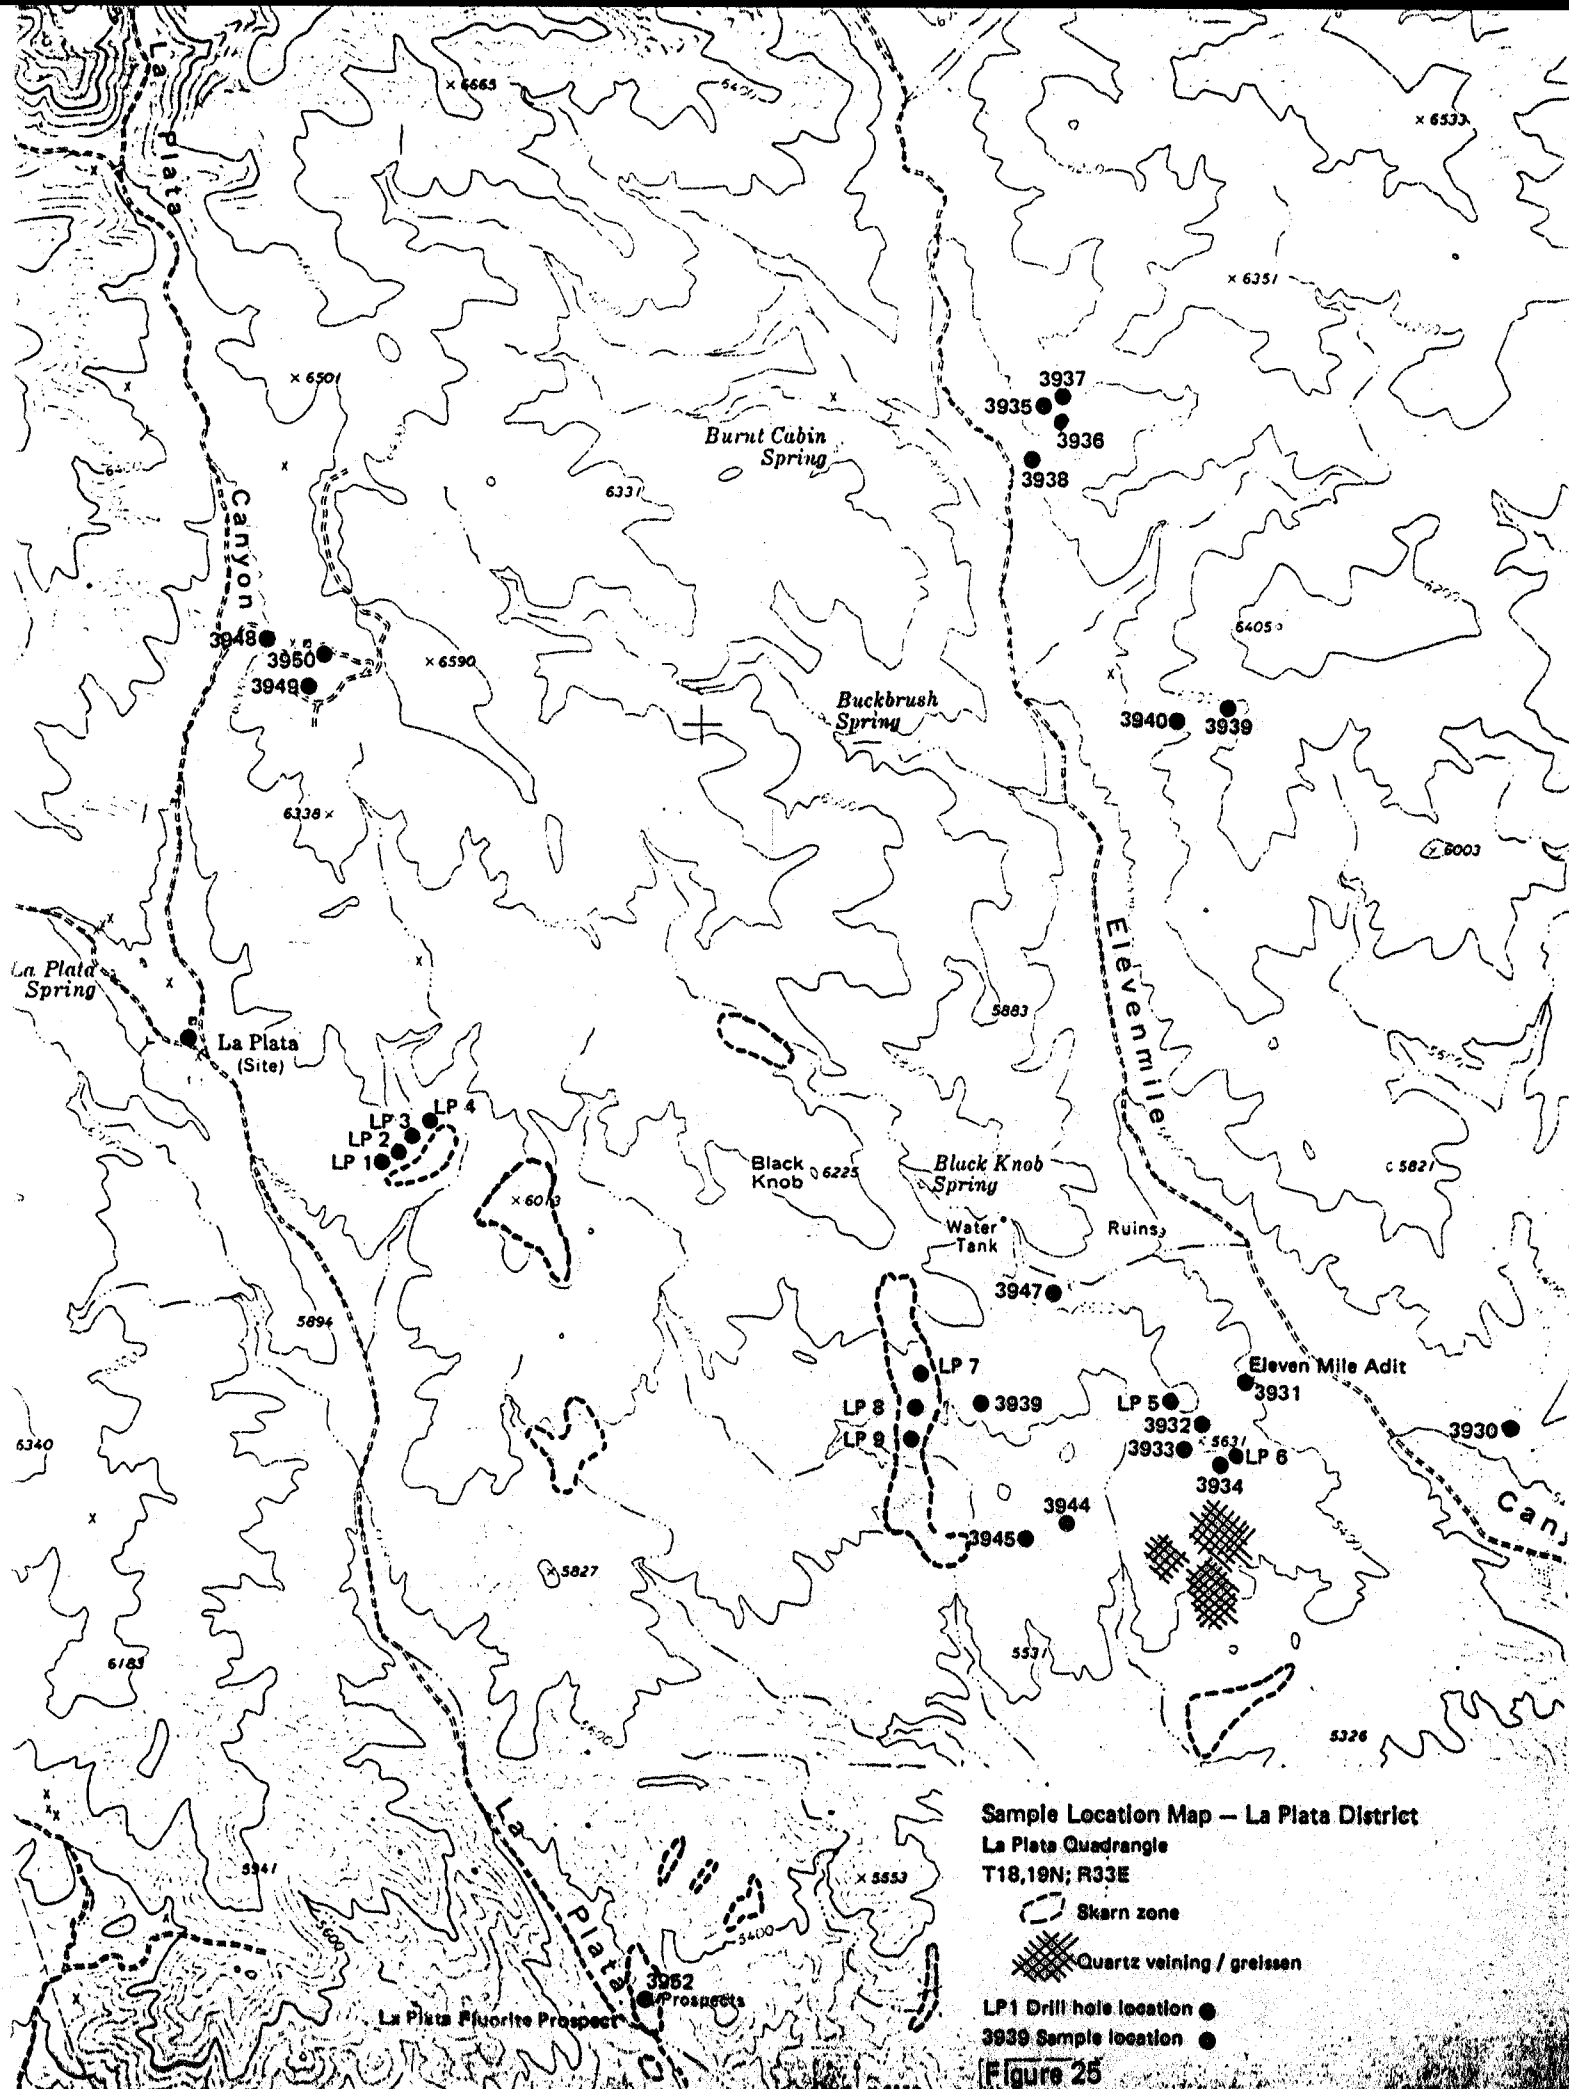 La Plata
× 6665
6400
× 6533
× 6351
× 6501
3937
3935
3936
3938
Burnt Cabin
Spring
6331
6400
Canyon
6200
6405
3948
3950
3949
× 6590
Buckbrush
Spring
3940
3939
6338 ×
× 6003
Elevenmile
La Plata
Spring
La Plata
(Site)
5883
LP 4
LP 3
LP 2
LP 1
× 6013
Black
Knob
6225
Black Knob
Spring
5821
Water
Tank
Ruins
3947
5894
Eleven Mile Adit
3931
LP 7
LP 8
3939
LP 5
3932
LP 9
3933
5631
LP 6
3934
3930
6340
3944
3945
Can
5400
× 5827
5531
6183
5326
La Plata
5541
× 5553
5400
3952
Prospects
La Plata Fluorite Prospect
C
Sample Location Map — La Plata District
La Plata Quadrangle
T18,19N; R33E
Skarn zone
Quartz veining / greissen
LP1 Drill hole location
3939 Sample location
Figure 25